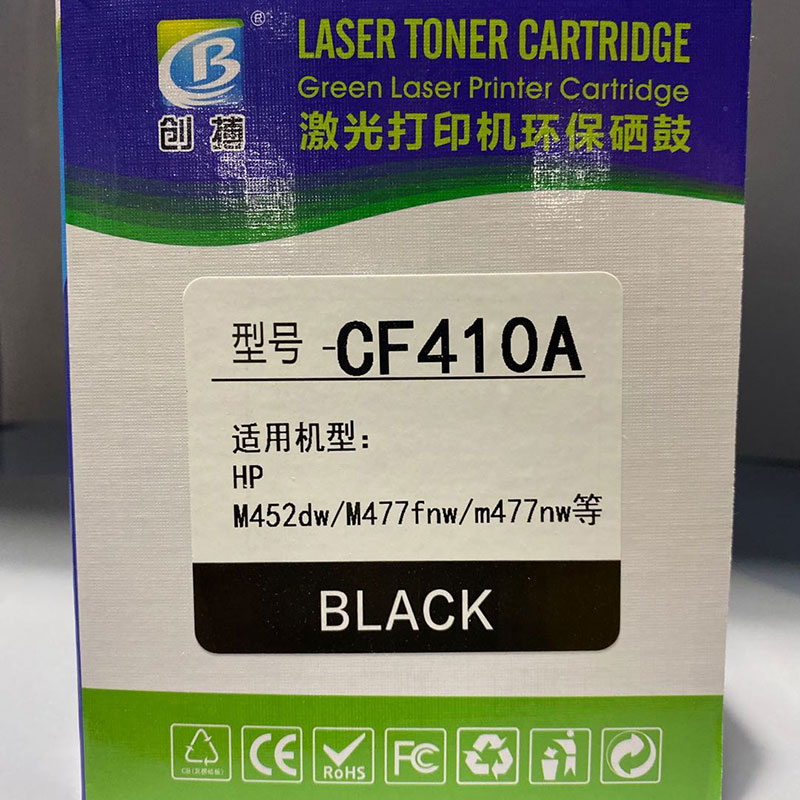 CB®
创博
LASER TONER CARTRIDGE
Green Laser Printer Cartridge
激光打印机环保硒鼓
型号-CF410A
适用机型:
HP
M452dw/M477fnw/m477nw等
BLACK
CE
RoHS
FC